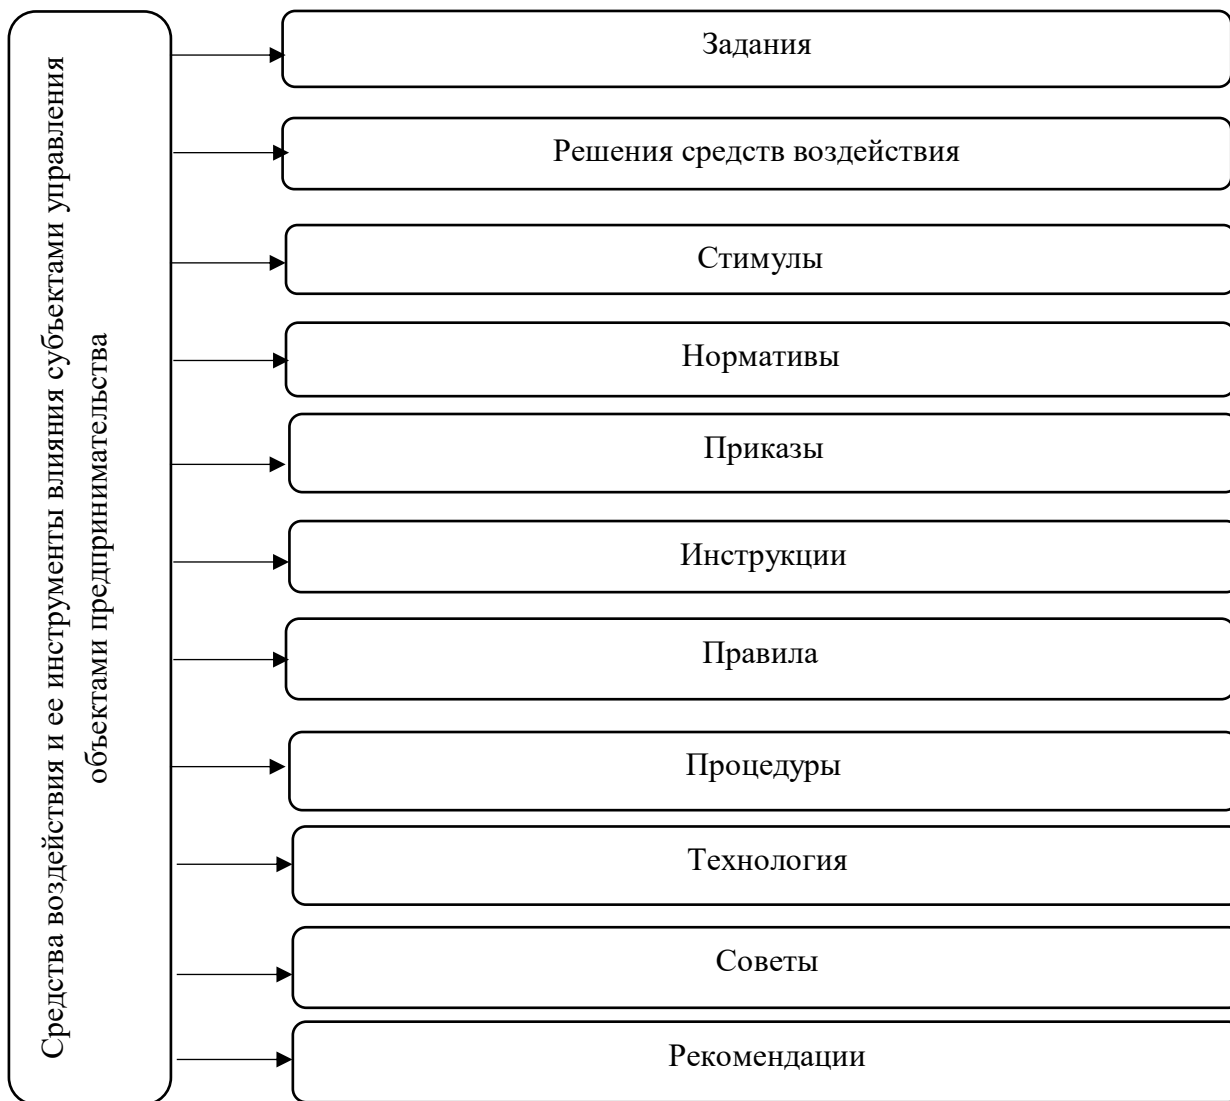 Средства воздействия и ее инструменты влияния субъектами управления
объектами предпринимательства
Задания
Решения средств воздействия
Стимулы
Нормативы
Приказы
Инструкции
Правила
Процедуры
Технология
Советы
Рекомендации